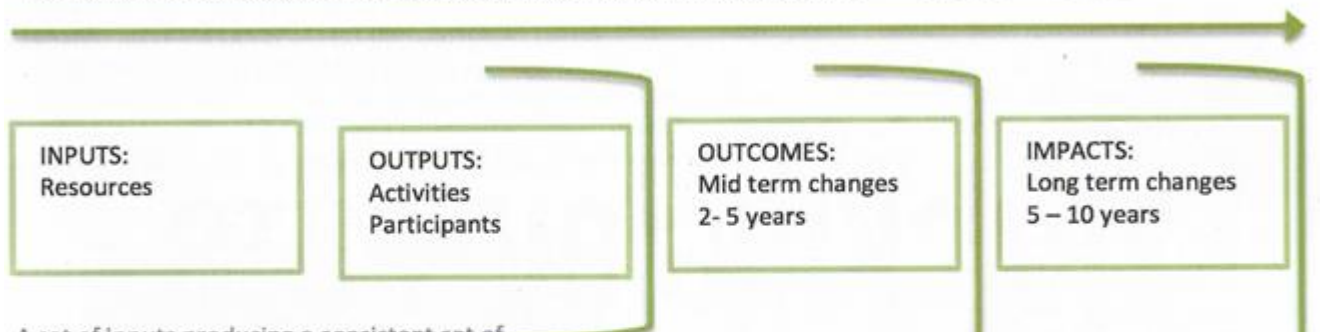 INPUTS:
Resources
OUTPUTS:
Activities
Participants
OUTCOMES:
Mid term changes
2- 5 years
IMPACTS:
Long term changes
5 – 10 years
A set of inputs producing a consistent set of